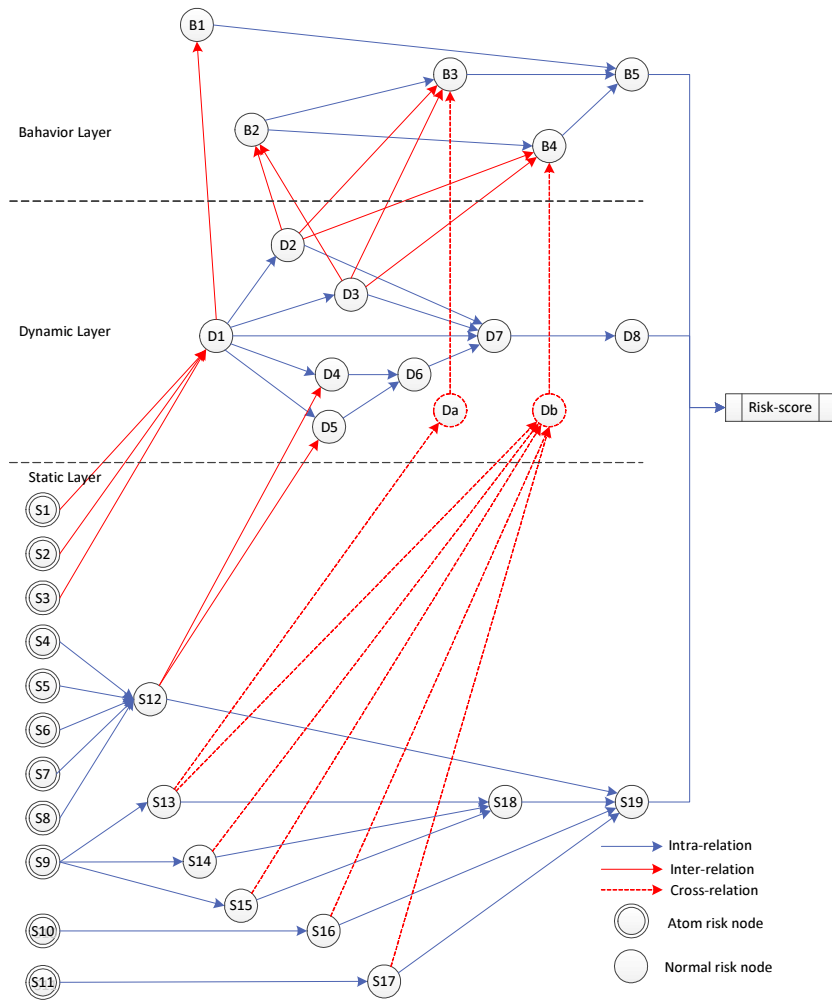 B1
B3
B5
B2
B4
Bahavior Layer
D2
D3
Dynamic Layer
D1
D7
D8
D4
D6
Da
Db
Risk-score
D5
Static Layer
S1
S2
S3
S4
S5
S12
S6
S7
S13
S18
S19
S8
S9
S14
Intra-relation
Inter-relation
Cross-relation
S15
Atom risk node
S10
S16
Normal risk node
S11
S17